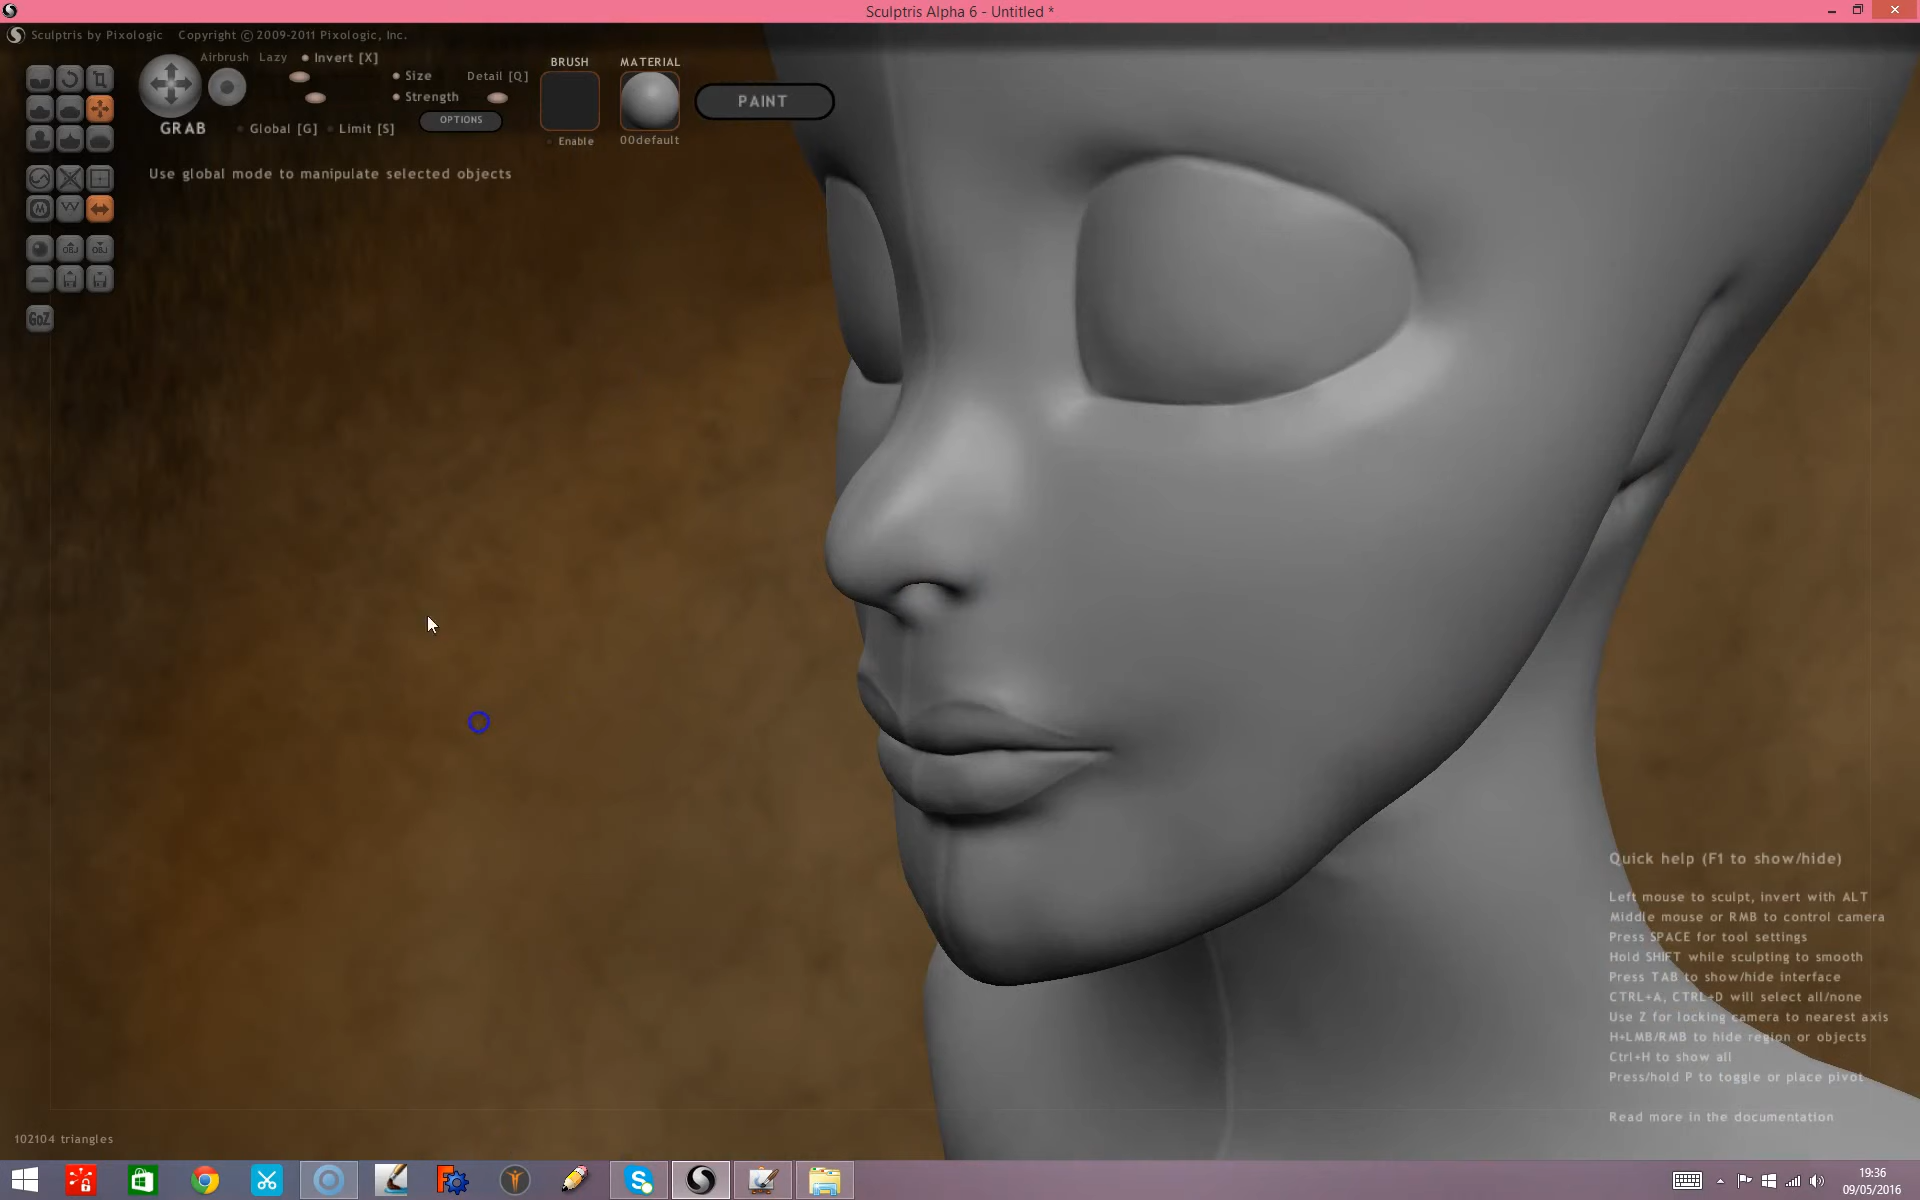 Sculptris Alpha 6 - Untitled *
Sculptris by Pixologic Copyright © 2009-2011 Pixologic, Inc.
Airbrush Lazy Invert [X]
Size Detail [Q]
Strength
GRAB Global [G] Limit [S] OPTIONS
BRUSH
Enable
MATERIAL
00default
PAINT
Use global mode to manipulate selected objects
OBJ OBJ
GoZ
Quick help (F1 to show/hide)
Left mouse to sculpt, invert with ALT
Middle mouse or RMB to control camera
Press SPACE for tool settings
Hold SHIFT while sculpting to smooth
Press TAB to show/hide interface
CTRL+A, CTRL+D will select all/none
Use Z for locking camera to nearest axis
H+LMB/RMB to hide region or objects
Ctrl+H to show all
Press/hold P to toggle or place pivot
Read more in the documentation
102104 triangles
19:36
09/05/2016